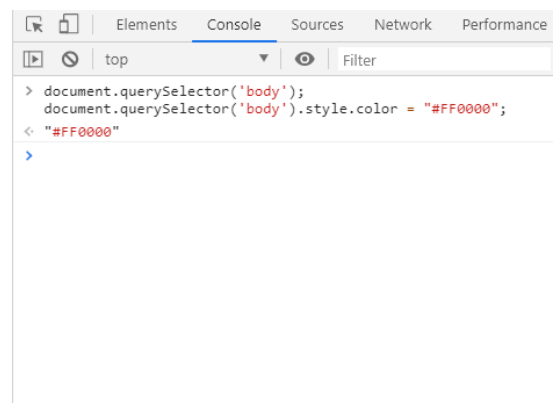 Elements Console Sources Network Performance
top Filter
> document.querySelector('body');
document.querySelector('body').style.color = "#FF0000";
<· "#FF0000"
>